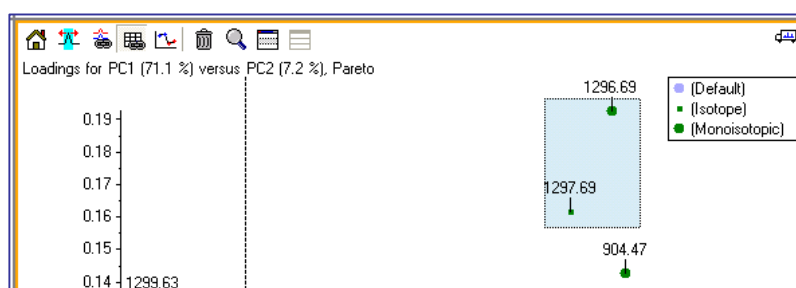 Loadings for PC1 (71.1 %) versus PC2 (7.2 %), Pareto
1296.69
(Default)
(Isotope)
(Monoisotopic)
0.19
0.18
0.17
1297.69
0.16
0.15
904.47
0.14
1299.63